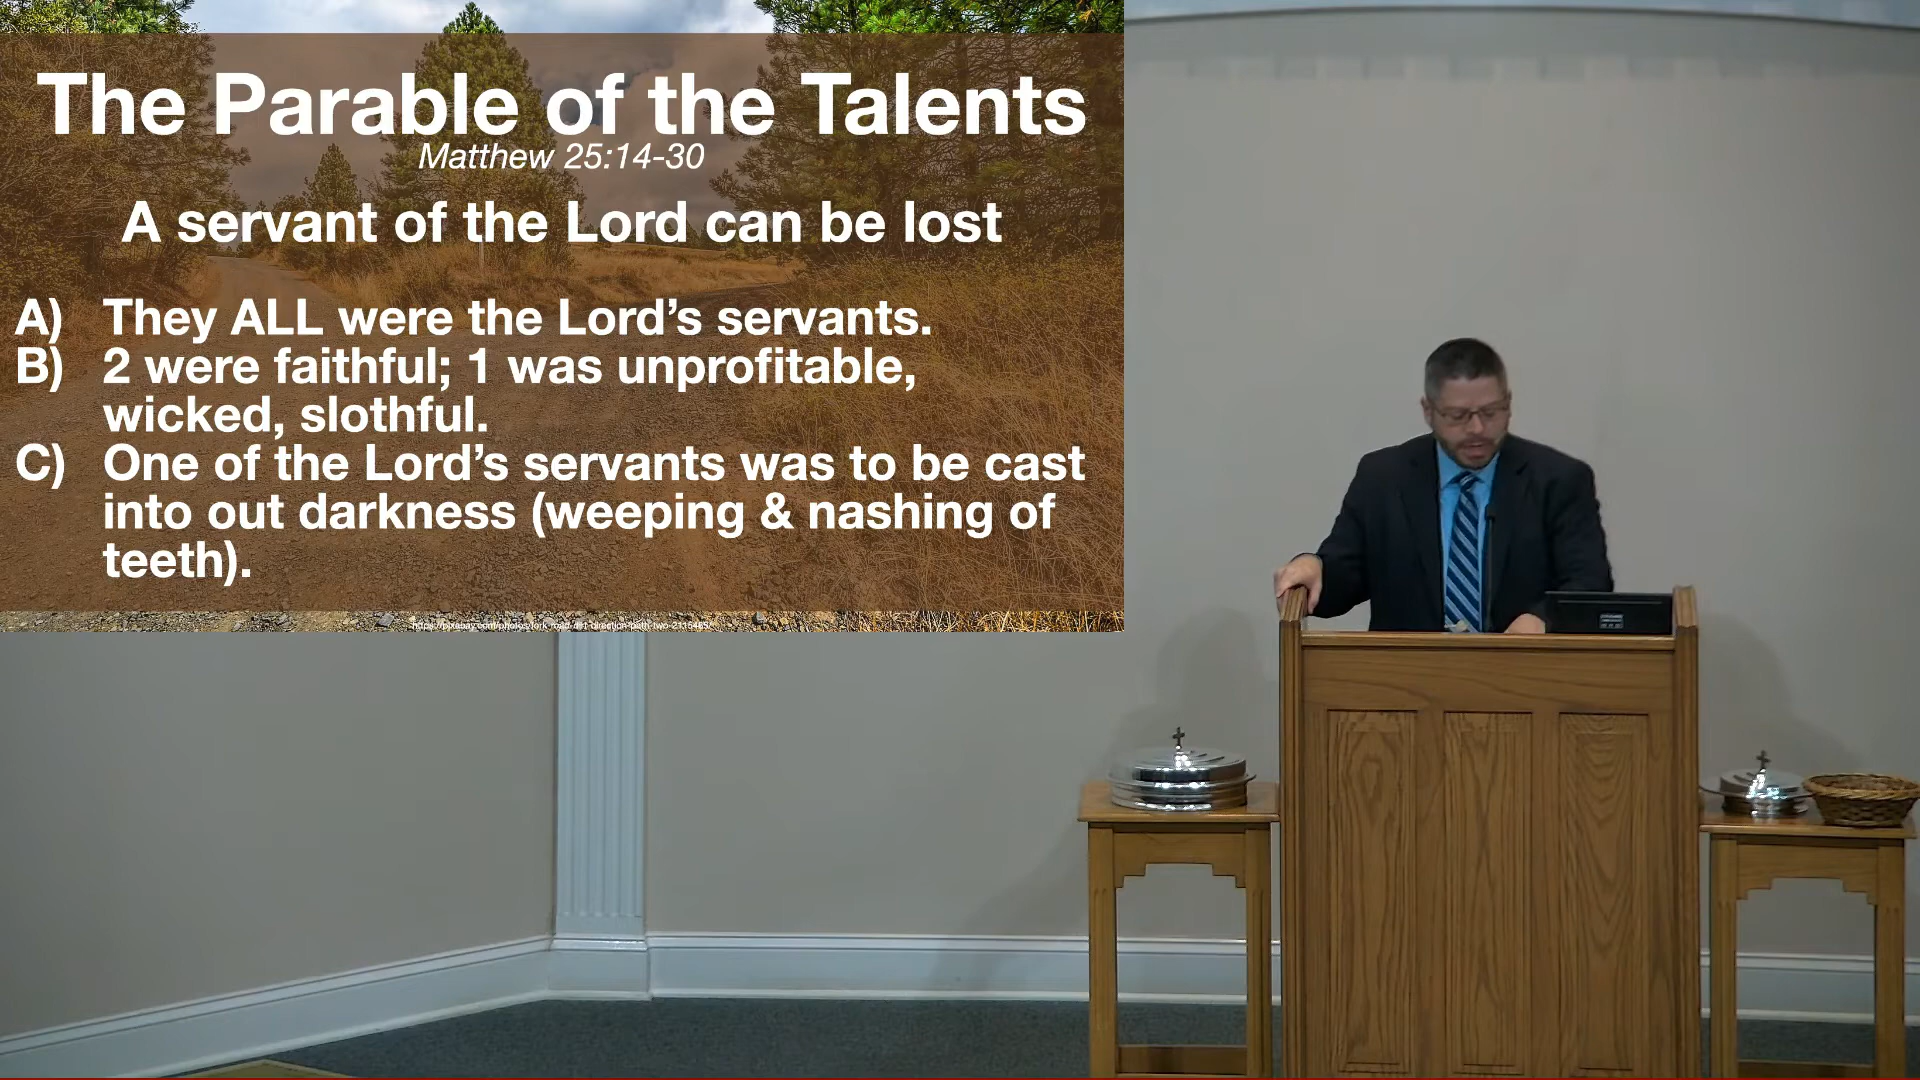 The Parable of the Talents
Matthew 25:14-30
A servant of the Lord can be lost
A) They ALL were the Lord’s servants.
B) 2 were faithful; 1 was unprofitable,
wicked, slothful.
C) One of the Lord’s servants was to be cast
into out darkness (weeping & nashing of
teeth).